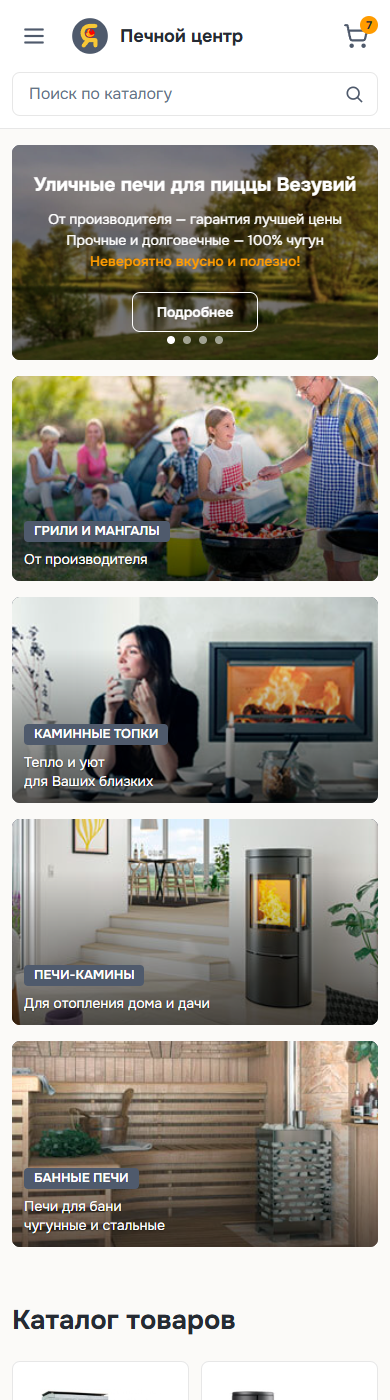 Печной центр
7
Поиск по каталогу
Уличные печи для пиццы Везувий
От производителя — гарантия лучшей цены
Прочные и долговечные — 100% чугун
Невероятно вкусно и полезно!
Подробнее
ГРИЛИ И МАНГАЛЫ
От производителя
КАМИННЫЕ ТОПКИ
Тепло и уют
для Ваших близких
ПЕЧИ-КАМИНЫ
Для отопления дома и дачи
БАННЫЕ ПЕЧИ
Печи для бани
чугунные и стальные
Каталог товаров